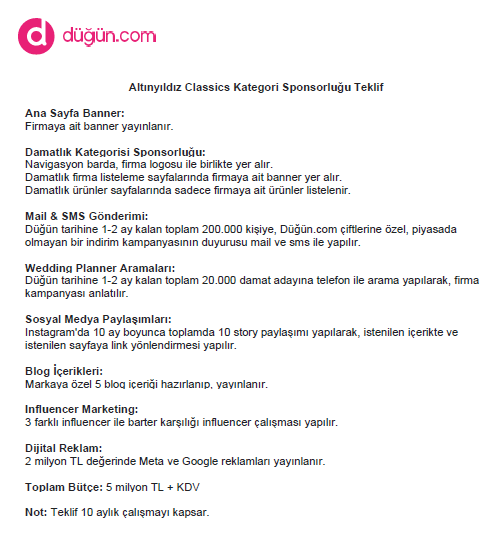 düğün.com
Altınyıldız Classics Kategori Sponsorluğu Teklif
Ana Sayfa Banner:
Firmaya ait banner yayınlanır.
Damatlık Kategorisi Sponsorluğu:
Navigasyon barda, firma logosu ile birlikte yer alır.
Damatlık firma listeleme sayfalarında firmaya ait banner yer alır.
Damatlık ürünler sayfalarında sadece firmaya ait ürünler listelenir.
Mail & SMS Gönderimi:
Düğün tarihine 1-2 ay kalan toplam 200.000 kişiye, Düğün.com çiftlerine özel, piyasada
olmayan bir indirim kampanyasının duyurusu mail ve sms ile yapılır.
Wedding Planner Aramaları:
Düğün tarihine 1-2 ay kalan toplam 20.000 damat adayına telefon ile arama yapılarak, firma
kampanyası anlatılır.
Sosyal Medya Paylaşımları:
Instagram'da 10 ay boyunca toplamda 10 story paylaşımı yapılarak, istenilen içerikte ve
istenilen sayfaya link yönlendirmesi yapılır.
Blog İçerikleri:
Markaya özel 5 blog içeriği hazırlanıp, yayınlanır.
Influencer Marketing:
3 farklı influencer ile barter karşılığı influencer çalışması yapılır.
Dijital Reklam:
2 milyon TL değerinde Meta ve Google reklamları yayınlanır.
Toplam Bütçe: 5 milyon TL + KDV
Not: Teklif 10 aylık çalışmayı kapsar.